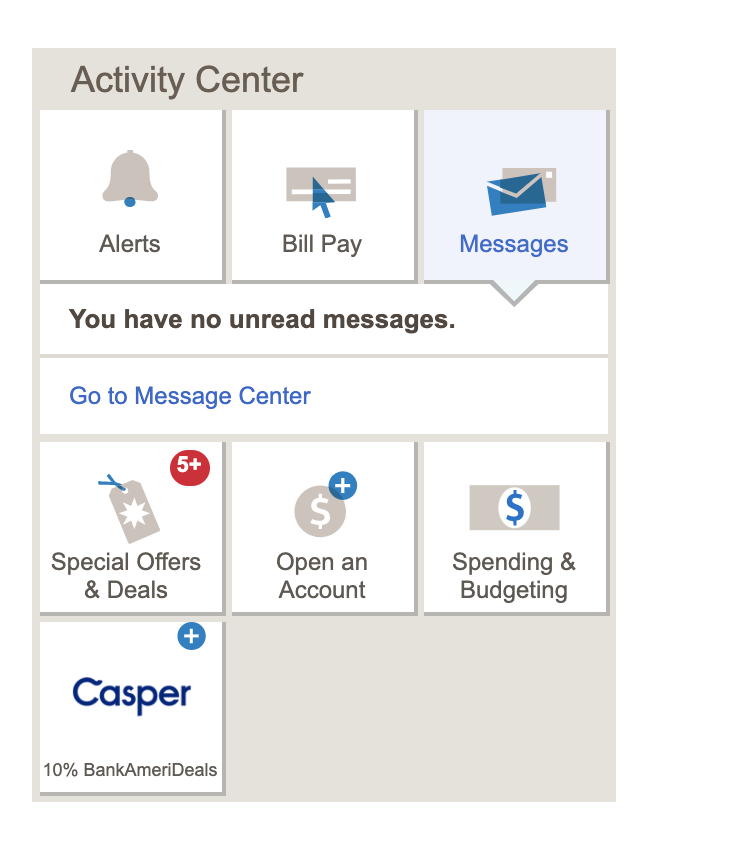 Activity Center
Alerts
Bill Pay
Messages
You have no unread messages.
Go to Message Center
5+
Special Offers
& Deals
$
+
Open an
Account
$
Spending &
Budgeting
+
Casper
10% BankAmeriDeals